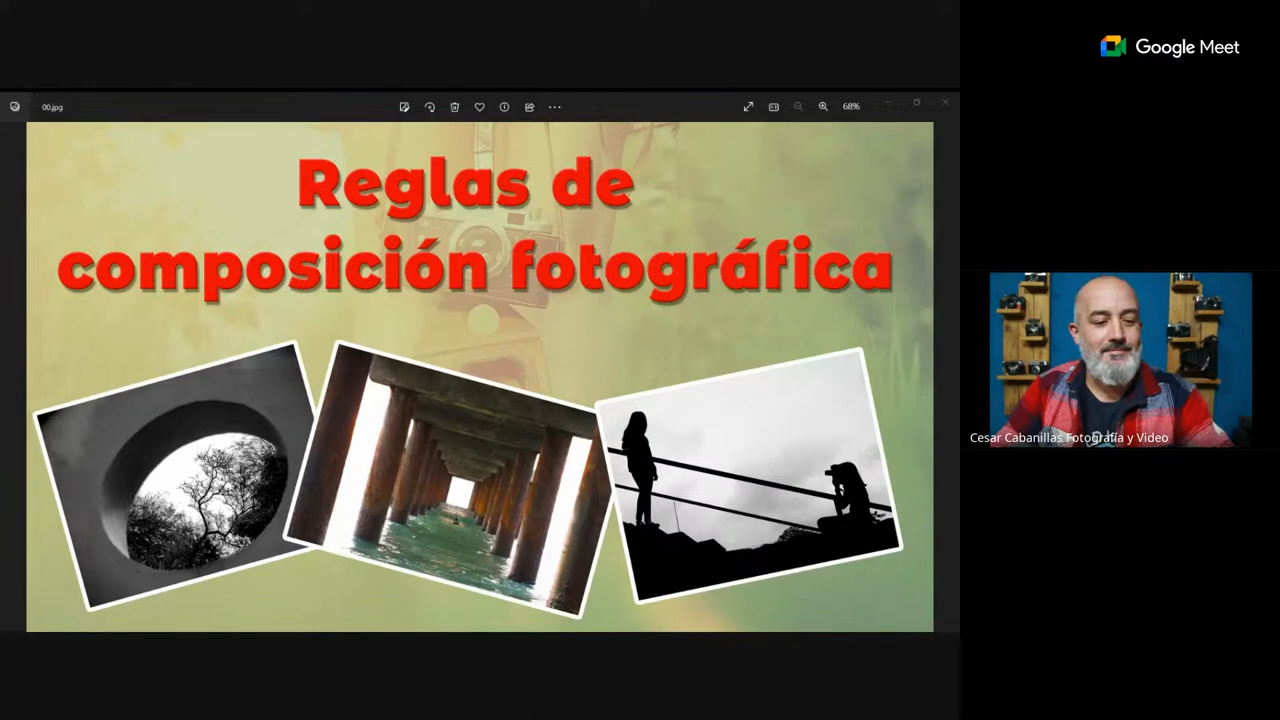 Google Meet
00.jpg
68%
Reglas de
composición fotográfica
Cesar Cabanillas Fotografía y Video